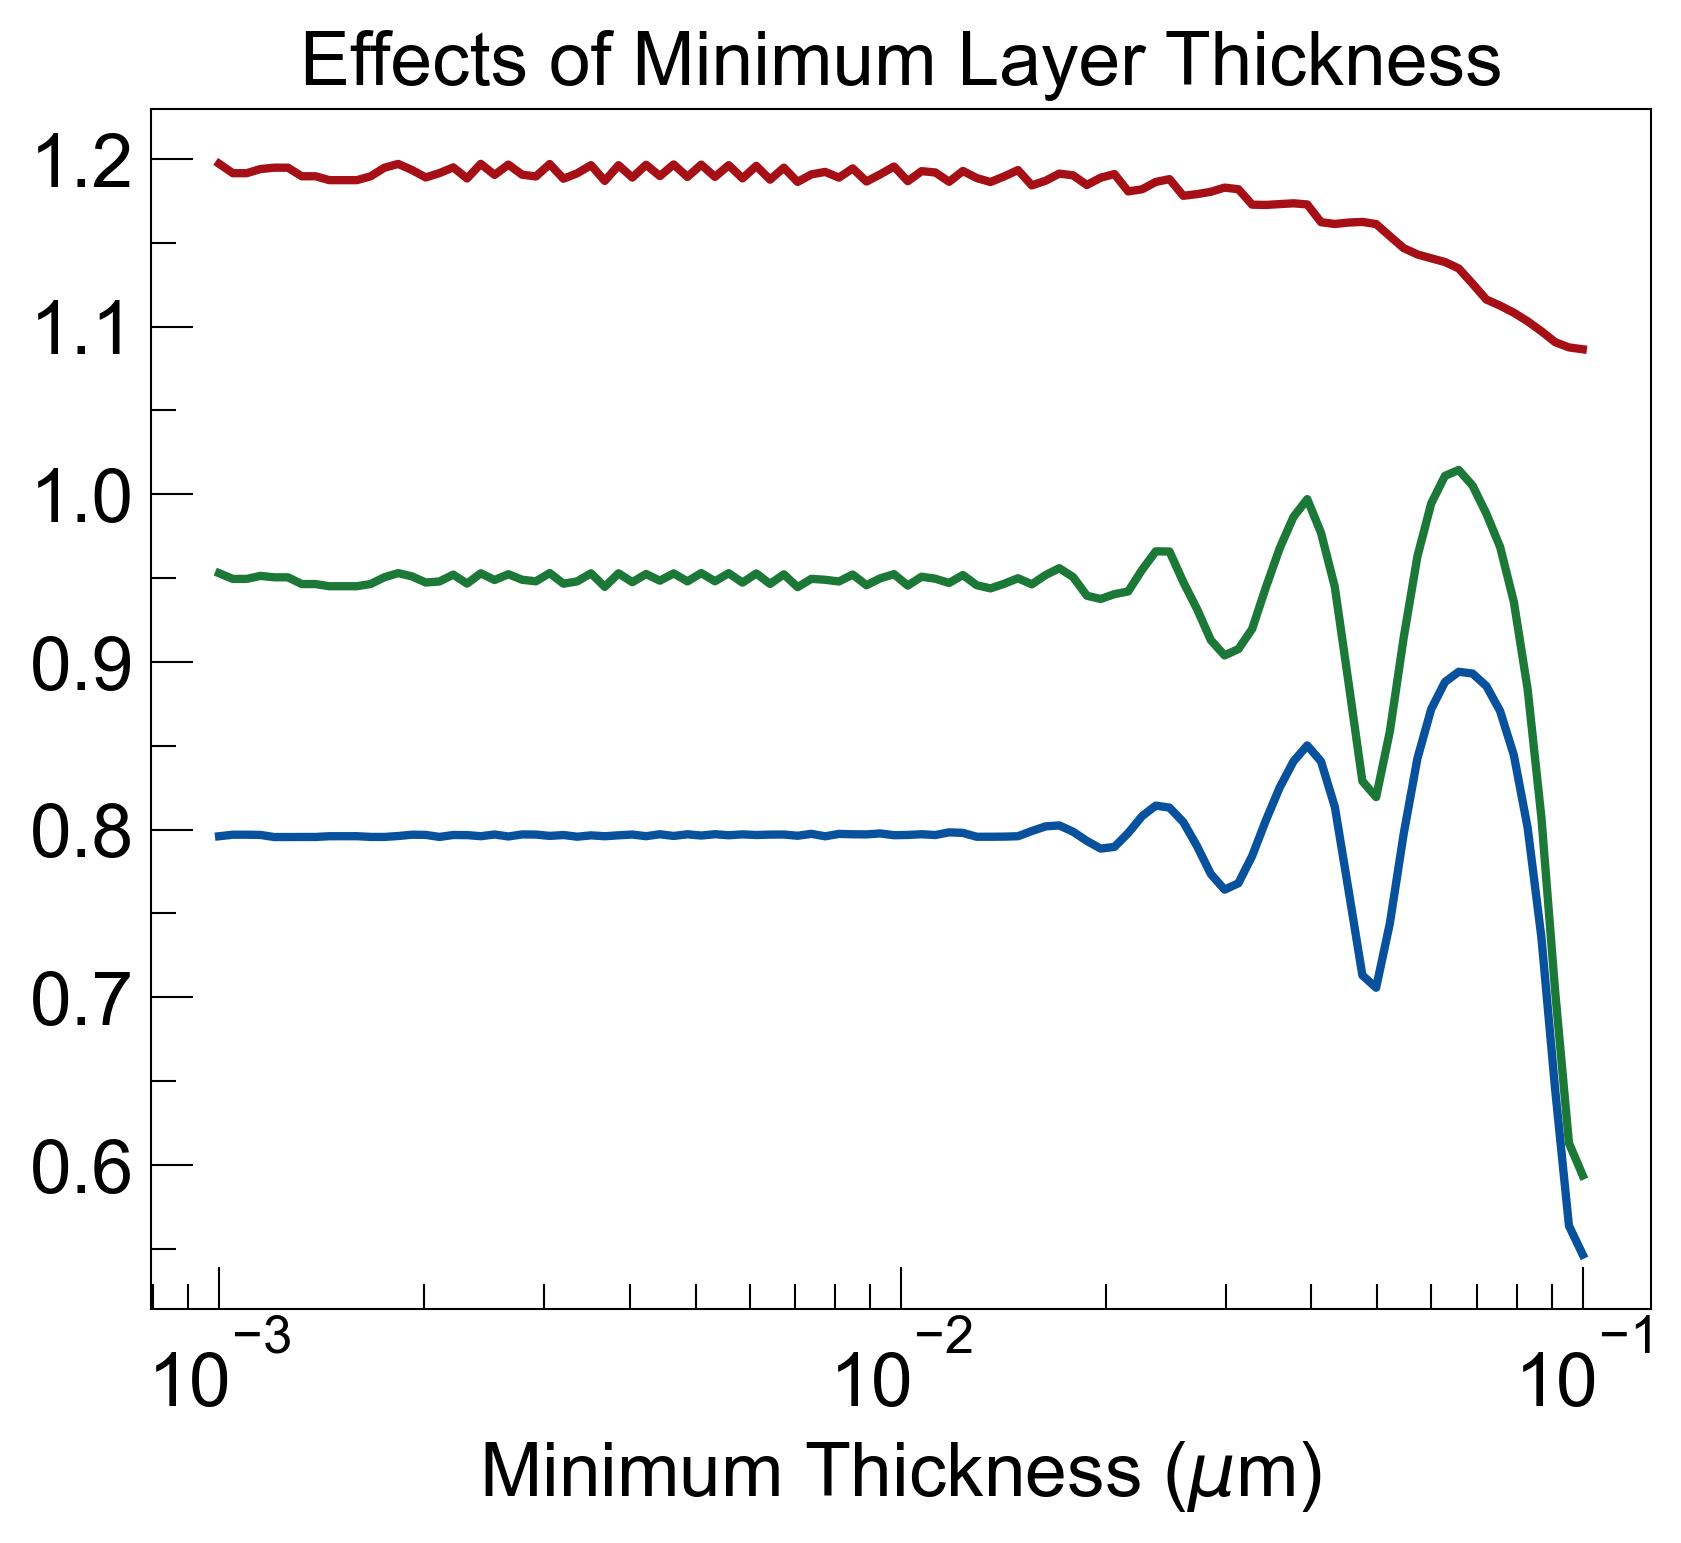 Effects of Minimum Layer Thickness
1.2
1.1
1.0
0.9
0.8
0.7
0.6
10⁻³ 10⁻² 10⁻¹
Minimum Thickness (μm)